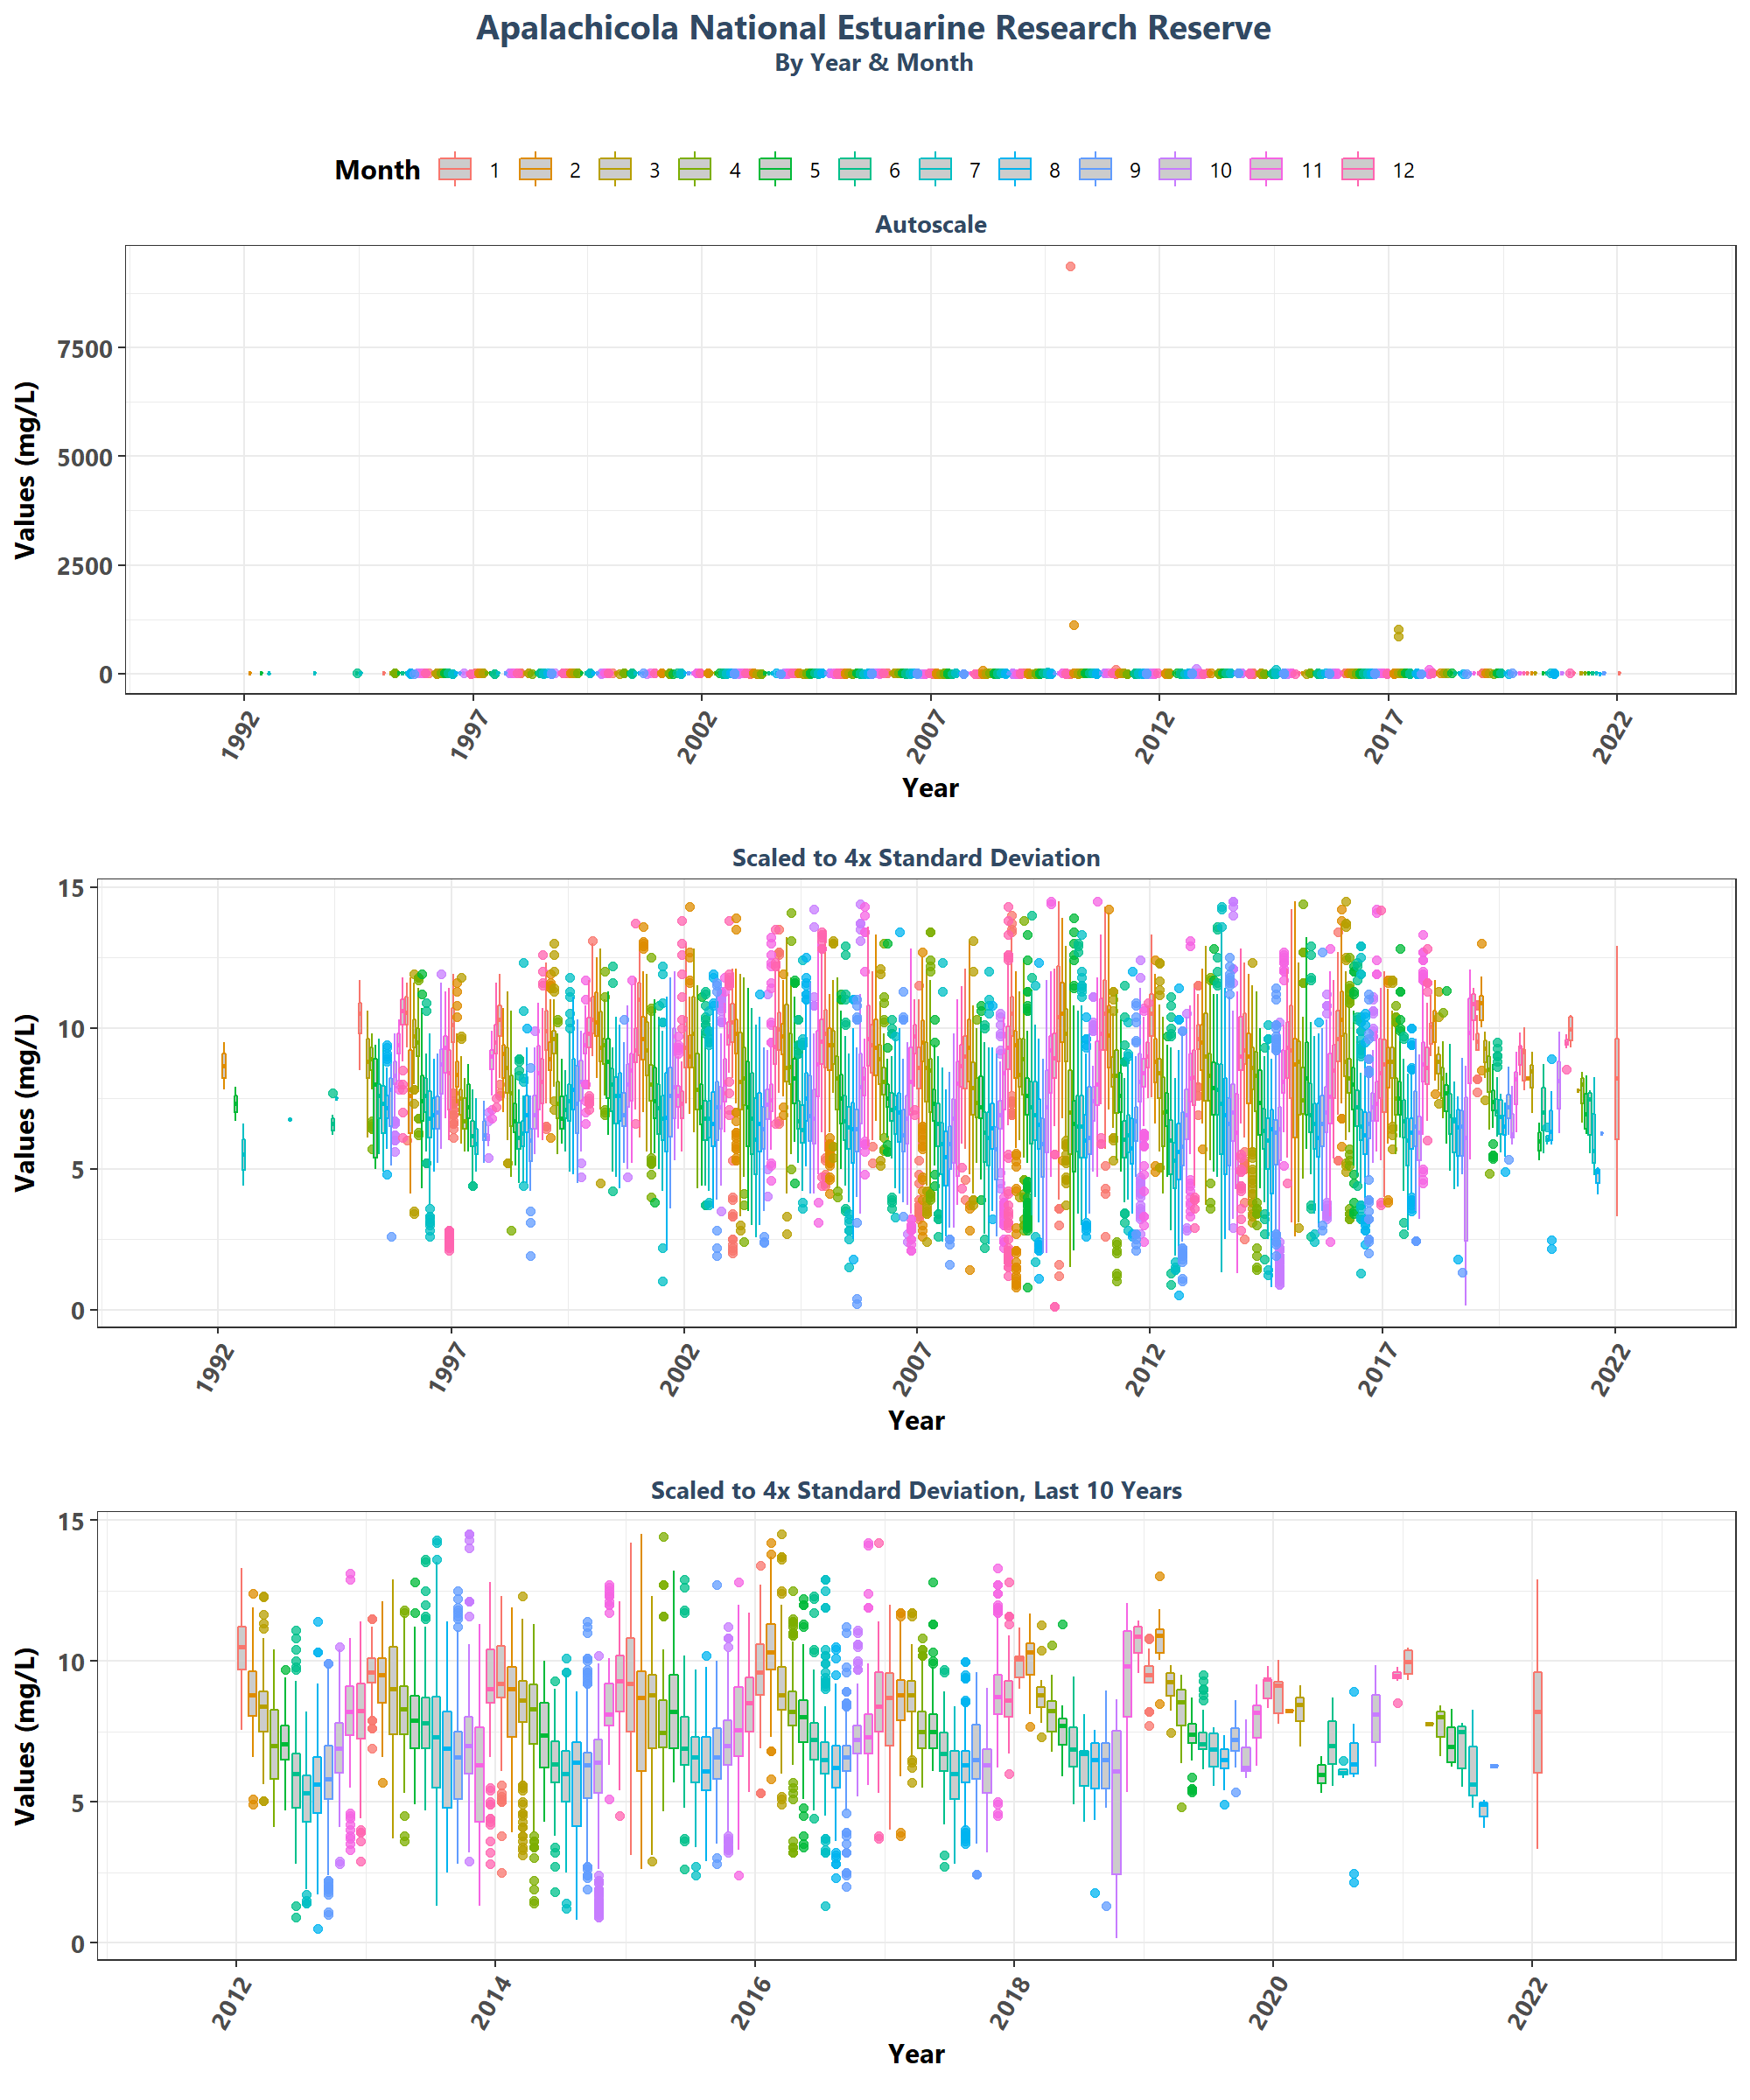 Apalachicola National Estuarine Research Reserve
By Year & Month
Month 1 2 3 4 5 6 7 8 9 10 11 12
Autoscale
Values (mg/L)
7500
5000
2500
0
1992 1997 2002 2007 2012 2017 2022
Year
Scaled to 4x Standard Deviation
Values (mg/L)
15
10
5
0
1992 1997 2002 2007 2012 2017 2022
Year
Scaled to 4x Standard Deviation, Last 10 Years
Values (mg/L)
15
10
5
0
2012 2014 2016 2018 2020 2022
Year